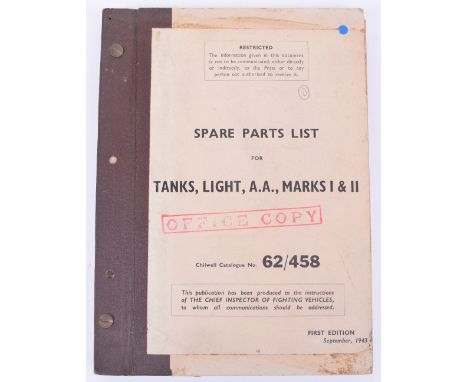 RESTRICTED
The information given in this document
is not to be communicated, either directly
or indirectly, to the Press or to any
person not authorised to receive it.
SPARE PARTS LIST
FOR
TANKS, LIGHT, A.A., MARKS I & II
OFFICE COPY
Chilwell Catalogue No. 62/458
This publication has been produced to the instructions
of THE CHIEF INSPECTOR OF FIGHTING VEHICLES,
to whom all communications should be addressed.
FIRST EDITION
September, 1943